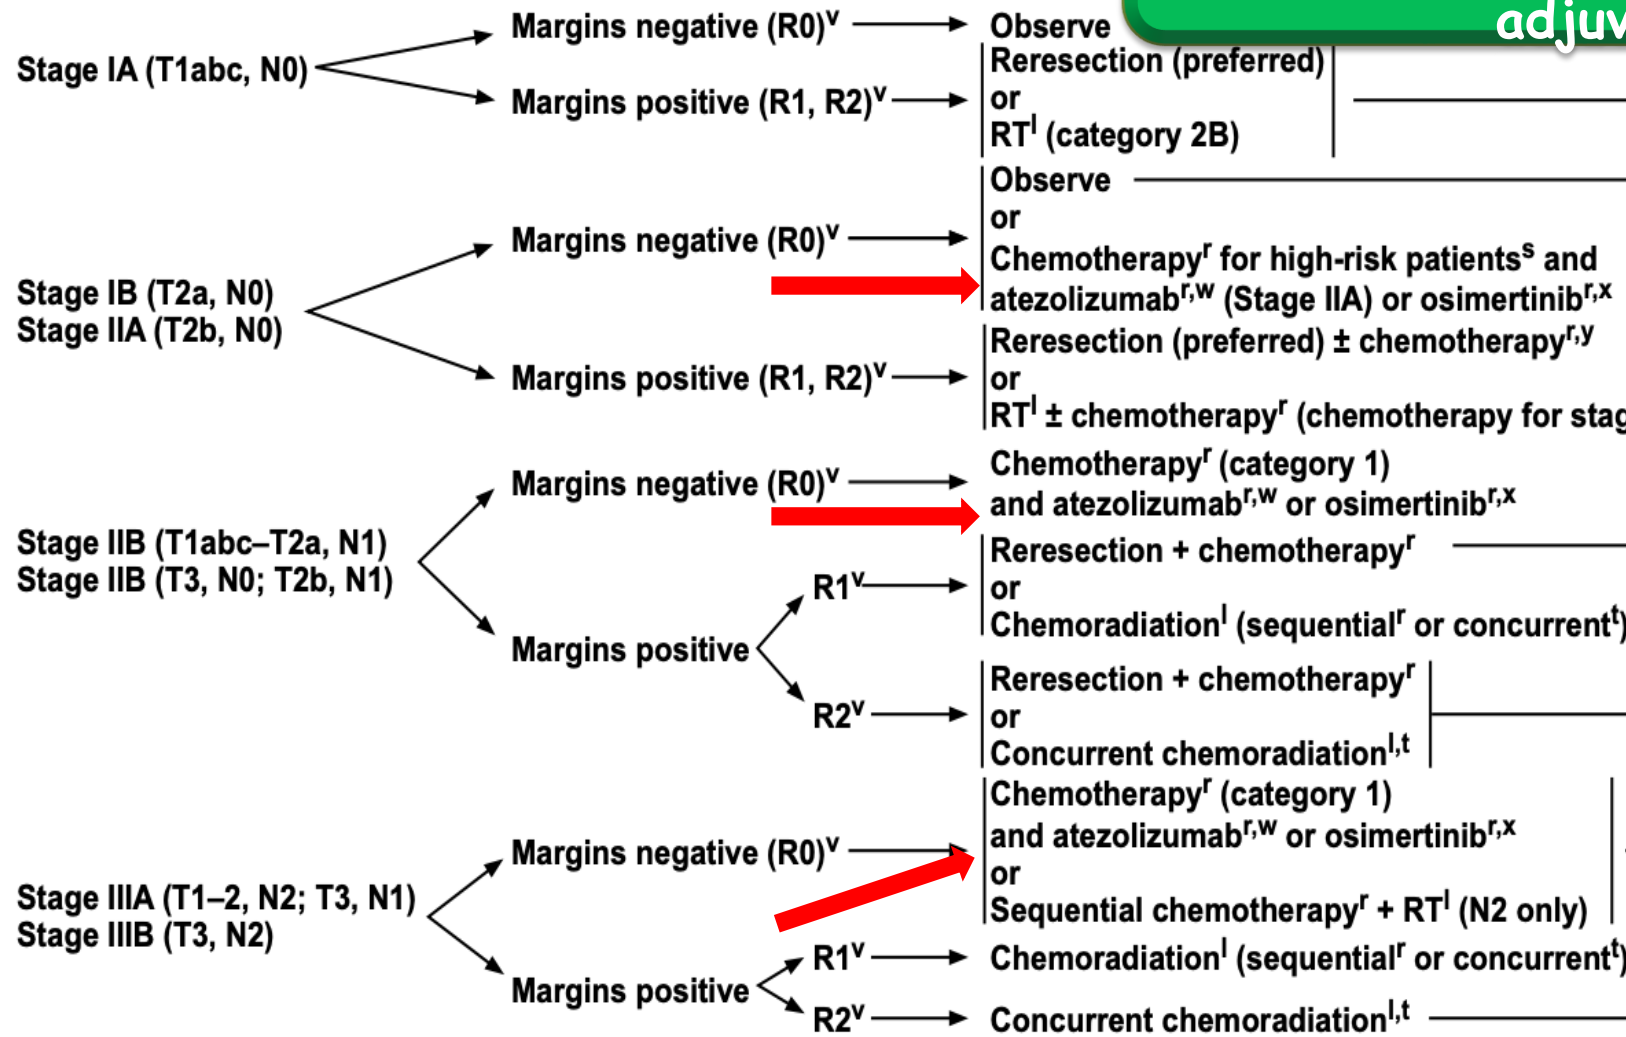 adjuv
Stage IA (T1abc, N0)
Margins negative (R0)ᵛ
Observe
Margins positive (R1, R2)ᵛ
Reresection (preferred)
or
RTˡ (category 2B)
Stage IB (T2a, N0)
Stage IIA (T2b, N0)
Margins negative (R0)ᵛ
Observe
or
Chemotherapyʳ for high-risk patientsˢ and
atezolizumabʳ,ʷ (Stage IIA) or osimertinibʳ,ˣ
Margins positive (R1, R2)ᵛ
Reresection (preferred) ± chemotherapyʳ,ʸ
or
RTˡ ± chemotherapyʳ (chemotherapy for stag
Stage IIB (T1abc–T2a, N1)
Stage IIB (T3, N0; T2b, N1)
Margins negative (R0)ᵛ
Chemotherapyʳ (category 1)
and atezolizumabʳ,ʷ or osimertinibʳ,ˣ
Margins positive
R1ᵛ
Reresection + chemotherapyʳ
or
Chemoradiationˡ (sequentialʳ or concurrentᵗ)
R2ᵛ
Reresection + chemotherapyʳ
or
Concurrent chemoradiationˡ,ᵗ
Stage IIIA (T1–2, N2; T3, N1)
Stage IIIB (T3, N2)
Margins negative (R0)ᵛ
Chemotherapyʳ (category 1)
and atezolizumabʳ,ʷ or osimertinibʳ,ˣ
or
Sequential chemotherapyʳ + RTˡ (N2 only)
Margins positive
R1ᵛ
Chemoradiationˡ (sequentialʳ or concurrentᵗ)
R2ᵛ
Concurrent chemoradiationˡ,ᵗ